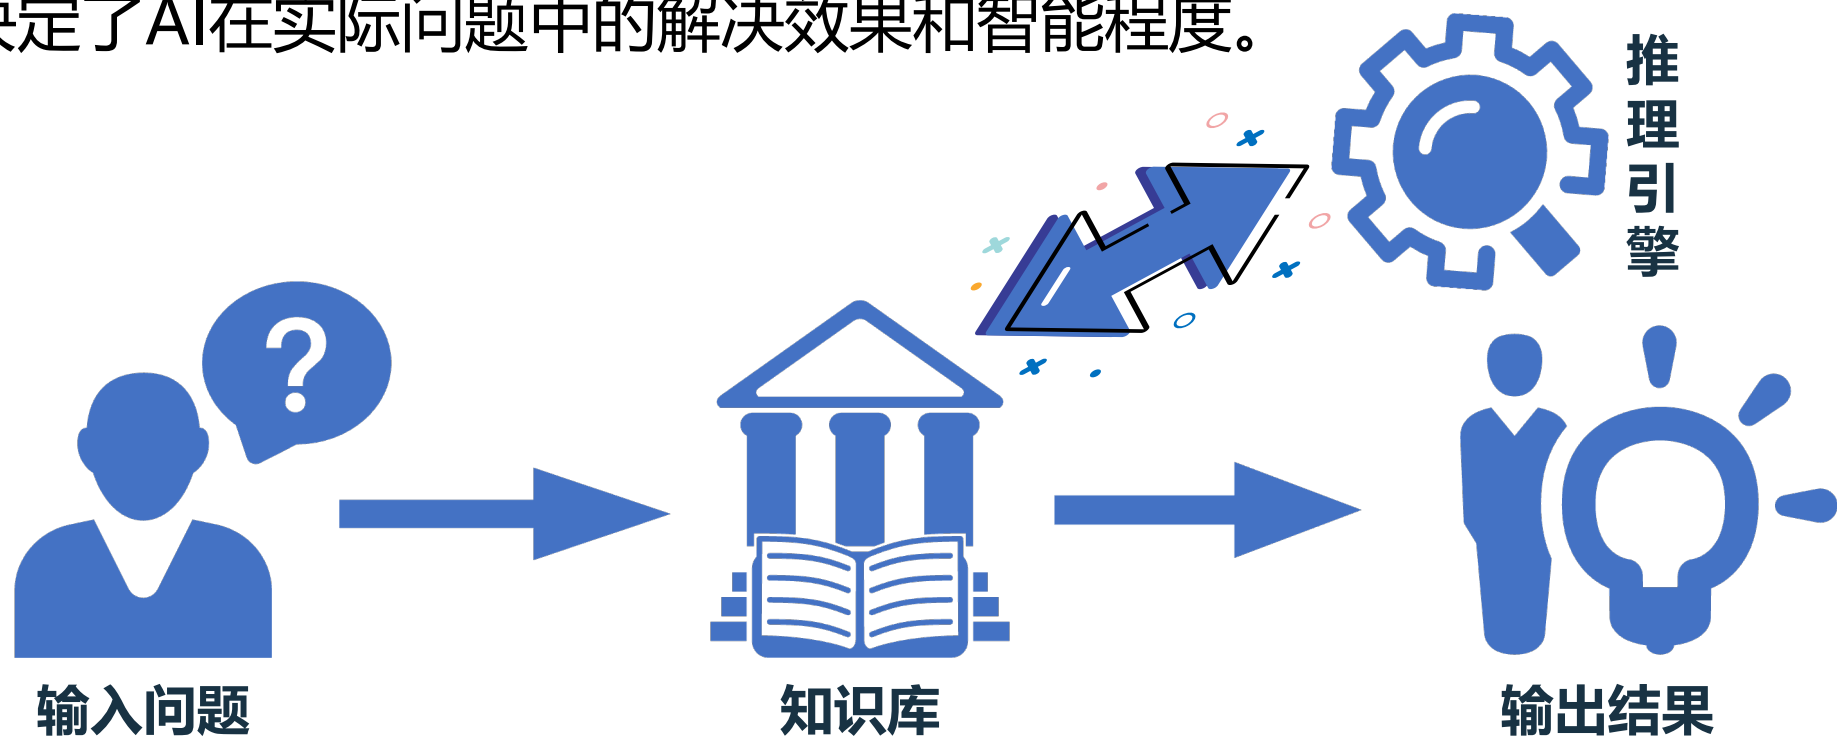 决定了AI在实际问题中的解决效果和智能程度。
推理引擎
输入问题
知识库
输出结果